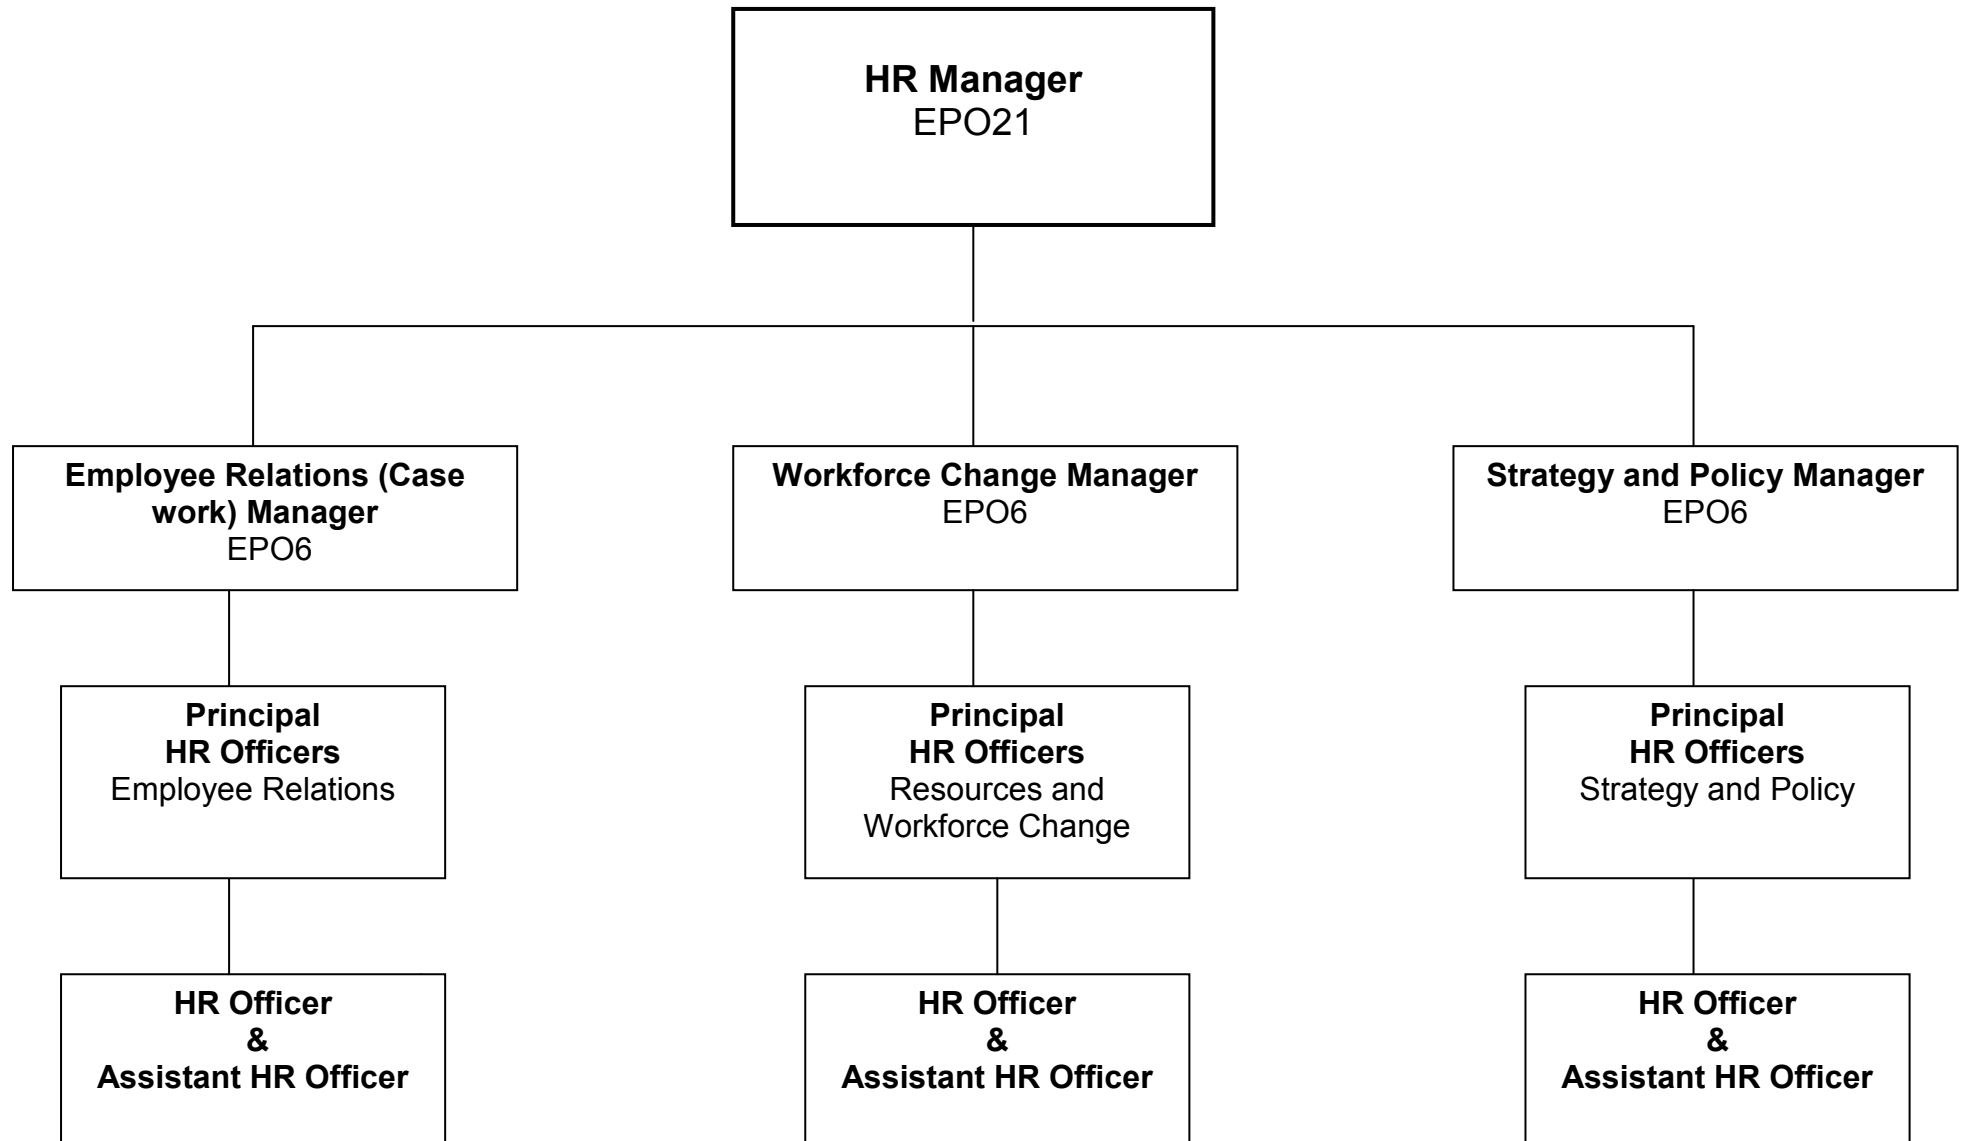 HR Manager
EPO21
Employee Relations (Case
work) Manager
EPO6
Workforce Change Manager
EPO6
Strategy and Policy Manager
EPO6
Principal
HR Officers
Employee Relations
Principal
HR Officers
Resources and
Workforce Change
Principal
HR Officers
Strategy and Policy
HR Officer
&
Assistant HR Officer
HR Officer
&
Assistant HR Officer
HR Officer
&
Assistant HR Officer